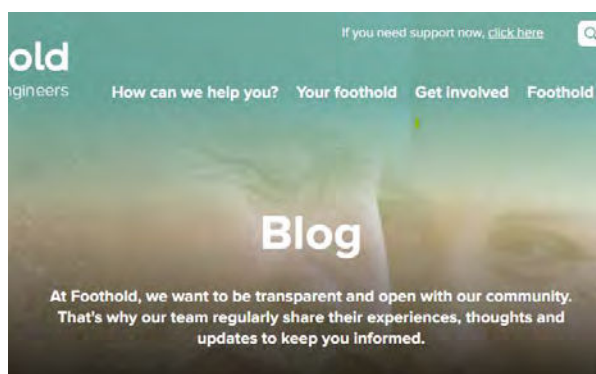 If you need support now, click here
old
ngineers
How can we help you? Your foothold Get involved Foothold
Blog
At Foothold, we want to be transparent and open with our community.
That's why our team regularly share their experiences, thoughts and
updates to keep you informed.